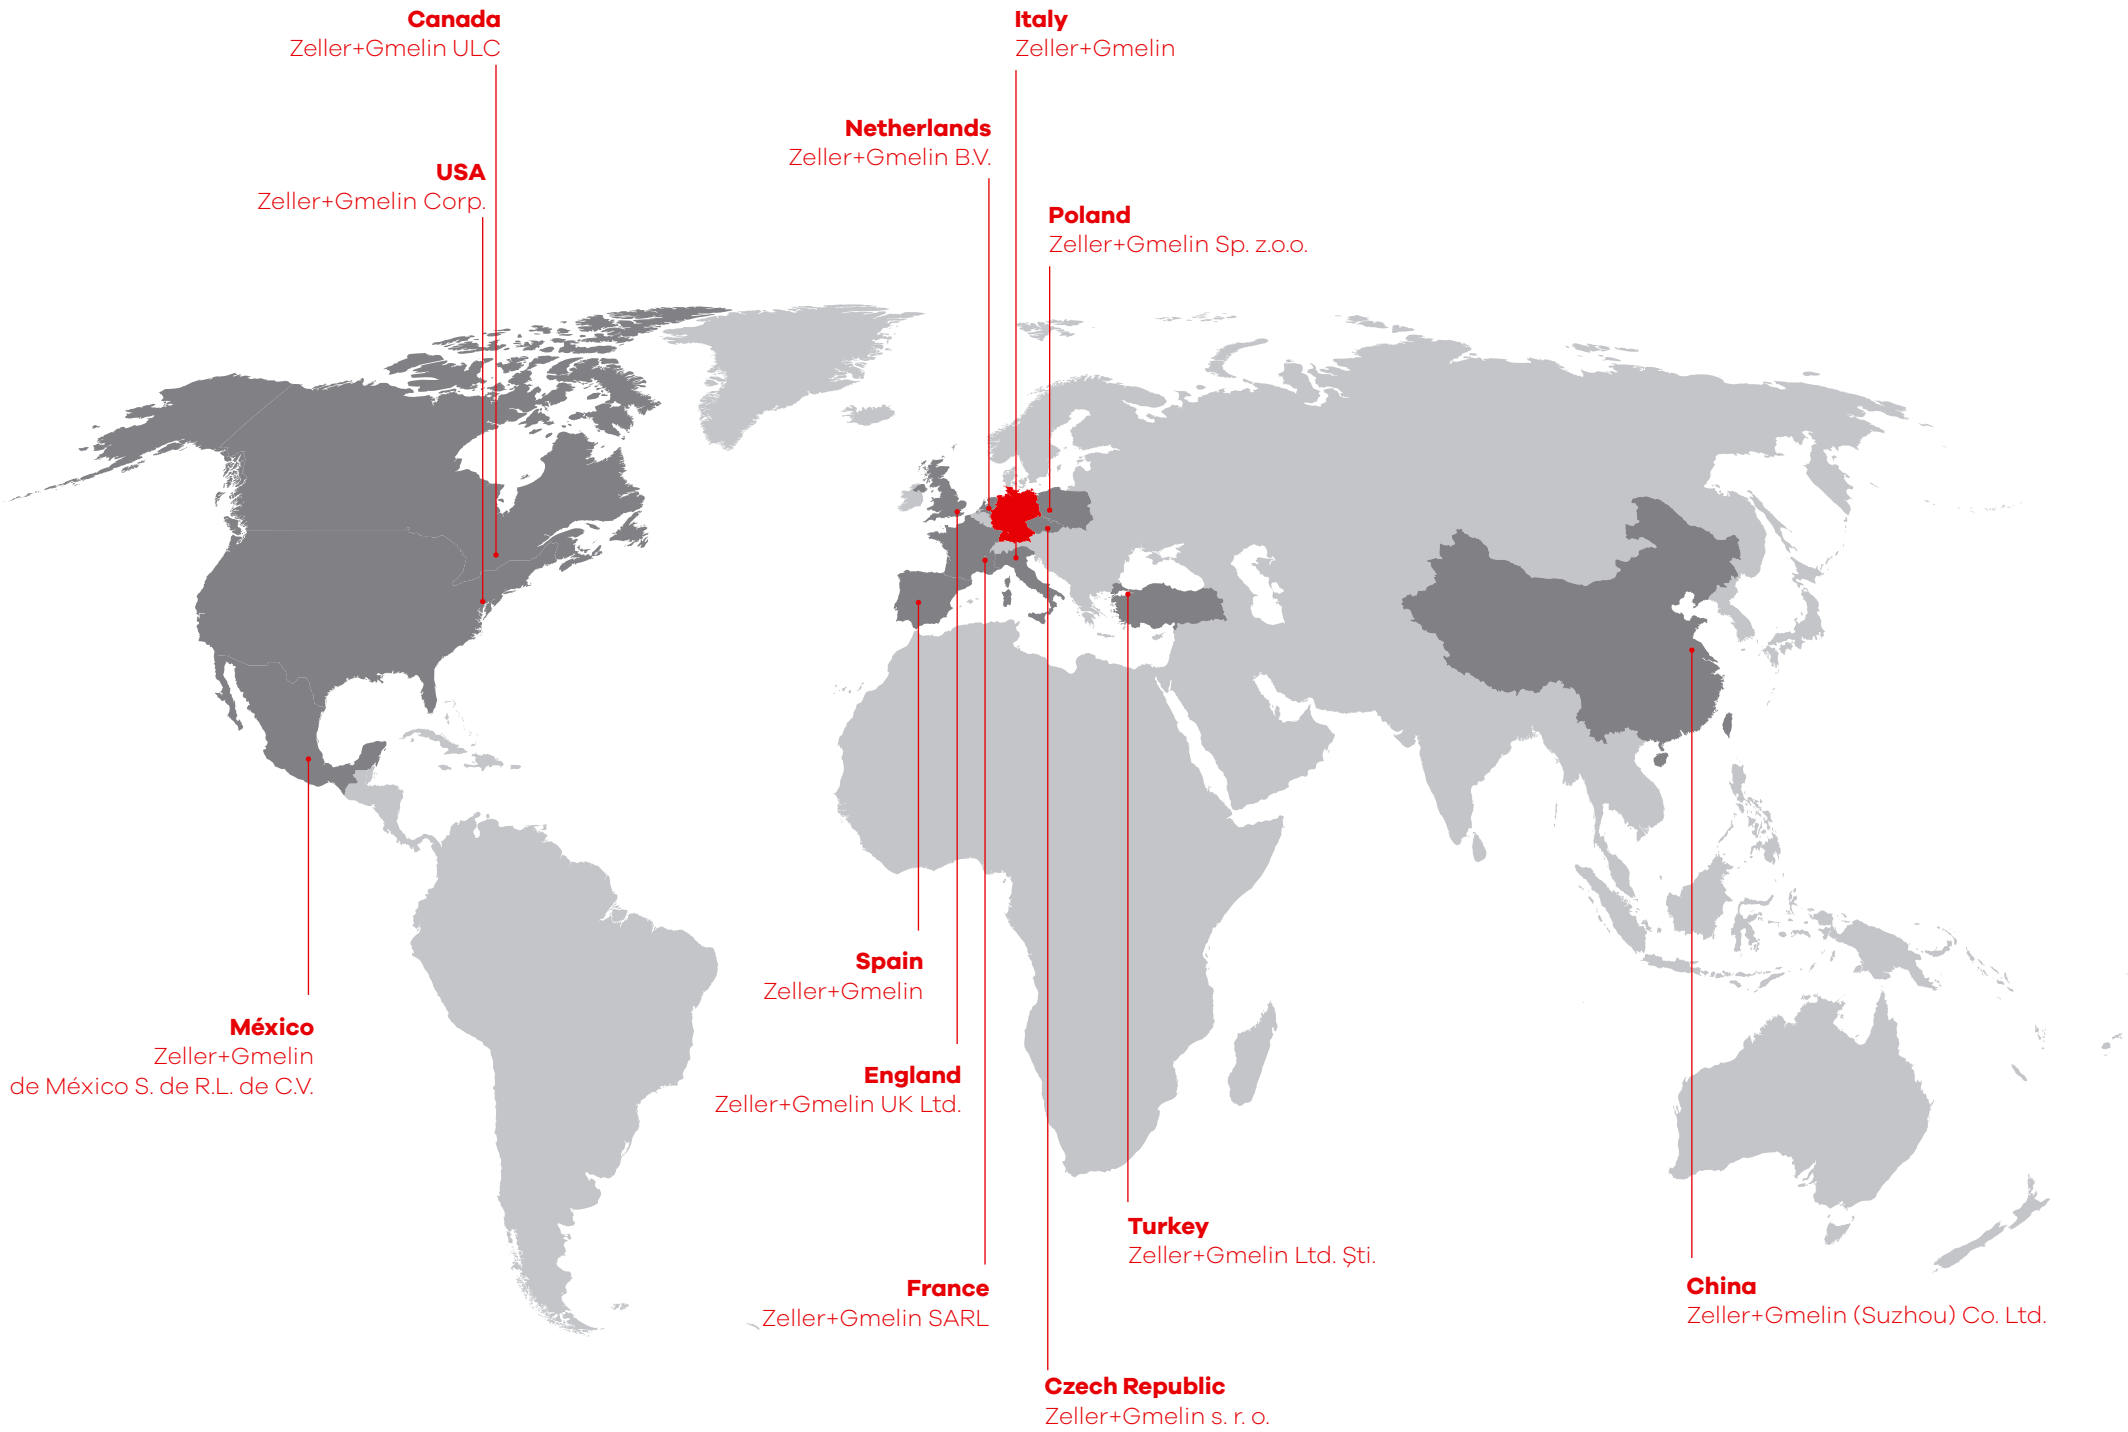 Canada
Zeller+Gmelin ULC
Italy
Zeller+Gmelin
Netherlands
Zeller+Gmelin B.V.
USA
Zeller+Gmelin Corp.
Poland
Zeller+Gmelin Sp. z.o.o.
Spain
Zeller+Gmelin
México
Zeller+Gmelin
de México S. de R.L. de C.V.
England
Zeller+Gmelin UK Ltd.
Turkey
Zeller+Gmelin Ltd. Şti.
France
Zeller+Gmelin SARL
China
Zeller+Gmelin (Suzhou) Co. Ltd.
Czech Republic
Zeller+Gmelin s. r. o.